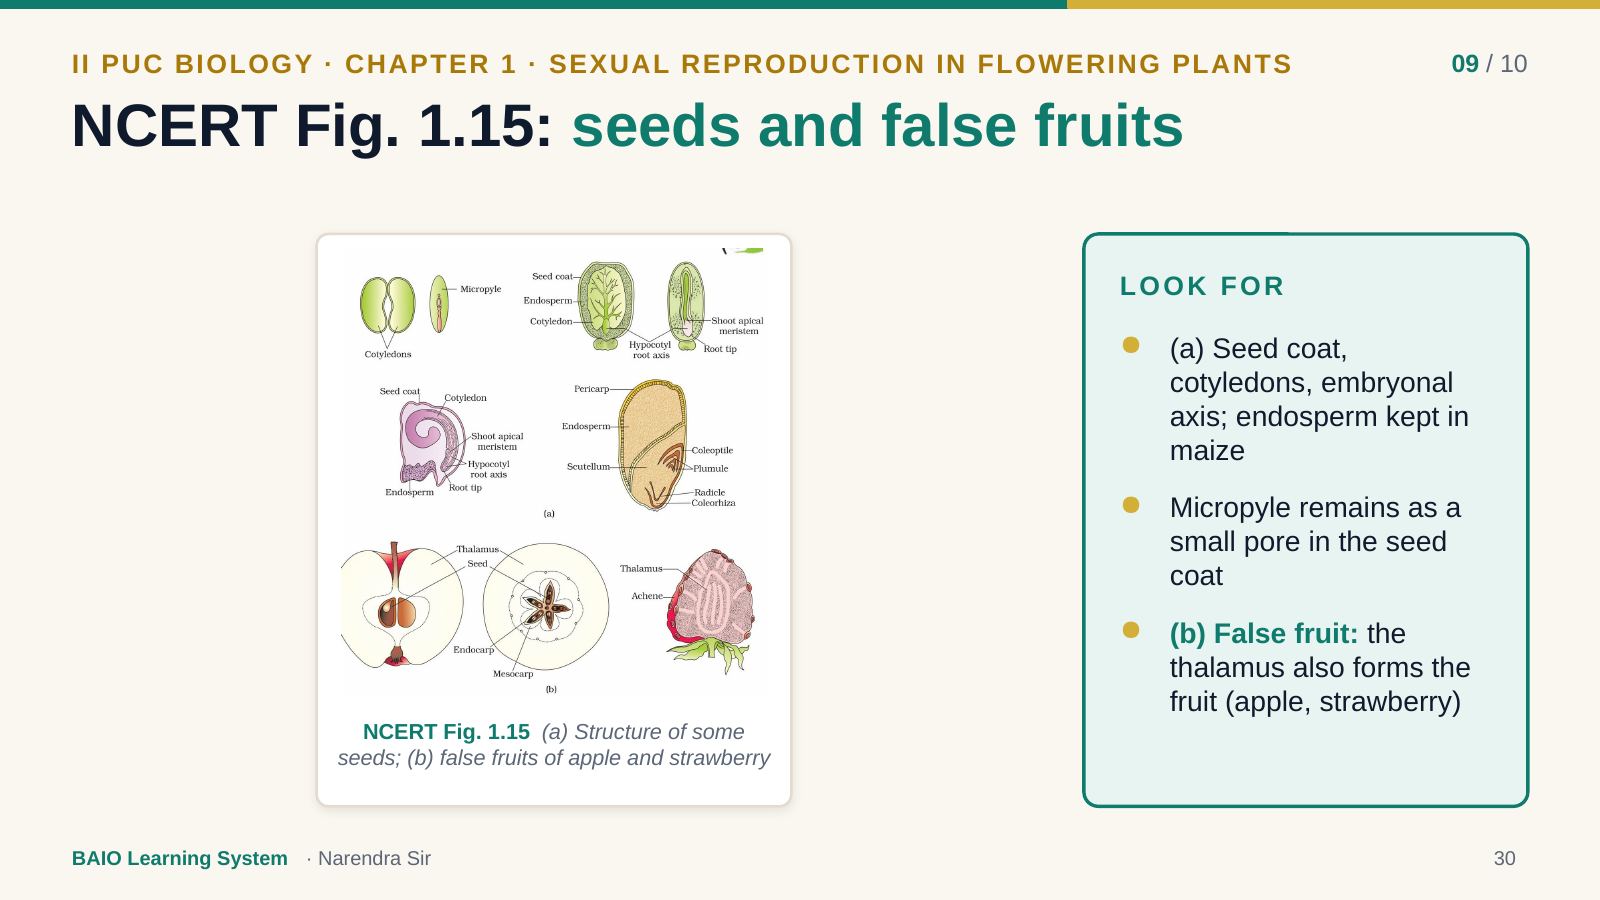 II PUC BIOLOGY · CHAPTER 1 · SEXUAL REPRODUCTION IN FLOWERING PLANTS
09 / 10
NCERT Fig. 1.15: seeds and false fruits
Micropyle
Cotyledons
Seed coat
Endosperm
Cotyledon
Hypocotyl
root axis
Shoot apical
meristem
Root tip
Seed coat
Cotyledon
Shoot apical
meristem
Hypocotyl
root axis
Root tip
Endosperm
Pericarp
Endosperm
Scutellum
Coleoptile
Plumule
Radicle
Coleorhiza
(a)
Thalamus
Seed
Endocarp
Mesocarp
Thalamus
Achene
(b)
NCERT Fig. 1.15 (a) Structure of some
seeds; (b) false fruits of apple and strawberry
LOOK FOR
(a) Seed coat,
cotyledons, embryonal
axis; endosperm kept in
maize
Micropyle remains as a
small pore in the seed
coat
(b) False fruit: the
thalamus also forms the
fruit (apple, strawberry)
BAIO Learning System · Narendra Sir
30